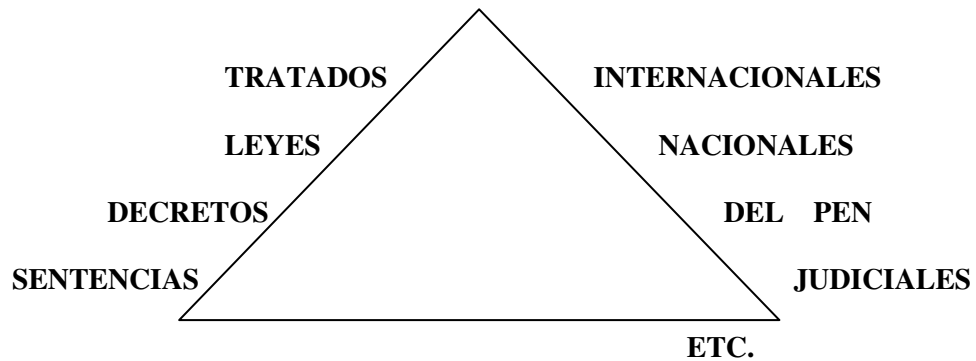 TRATADOS INTERNACIONALES
LEYES NACIONALES
DECRETOS DEL PEN
SENTENCIAS JUDICIALES
ETC.